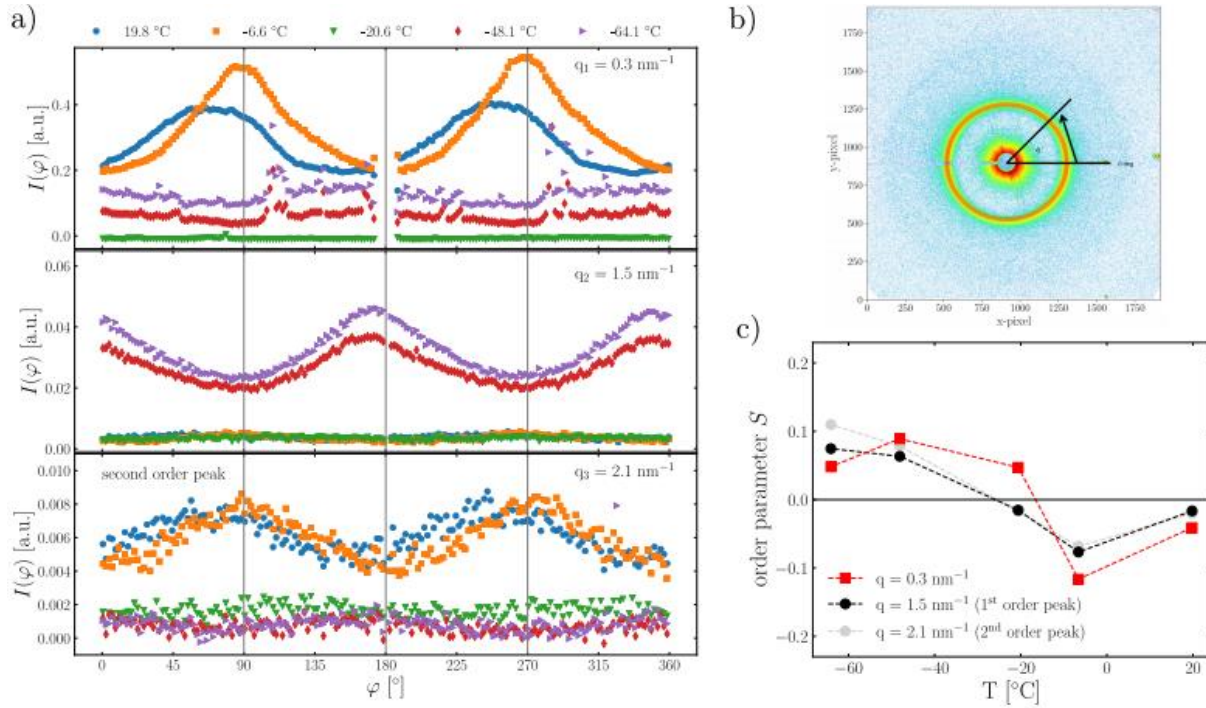 a)
19.8 °C -6.6 °C -20.6 °C -48.1 °C -64.1 °C
q₁ = 0.3 nm⁻¹
I(φ) [a.u.]
0.4
0.2
0.0
q₂ = 1.5 nm⁻¹
I(φ) [a.u.]
0.06
0.04
0.02
0.00
second order peak
q₃ = 2.1 nm⁻¹
I(φ) [a.u.]
0.010
0.008
0.006
0.004
0.002
0.000
0 45 90 135 180 225 270 315 360
φ [°]
b)
y-pixel
1750
1500
1250
1000
750
500
250
0
0 250 500 750 1000 1250 1500 1750
x-pixel
c)
order parameter S
0.2
0.1
0.0
−0.1
−0.2
q = 0.3 nm⁻¹
q = 1.5 nm⁻¹ (1ˢᵗ order peak)
q = 2.1 nm⁻¹ (2ⁿᵈ order peak)
−60 −40 −20 0 20
T [°C]